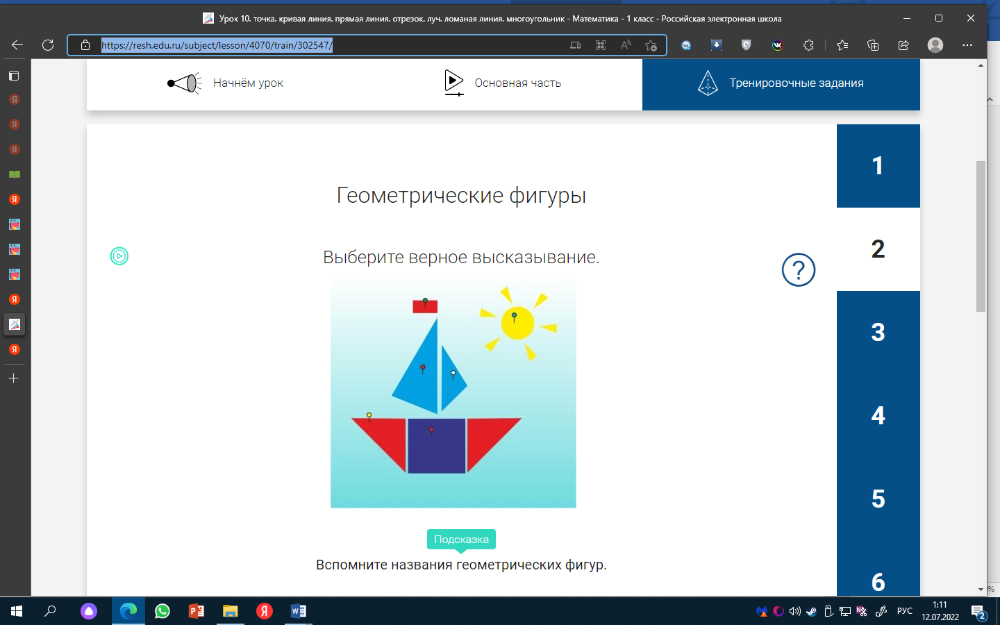 Урок 10. точка. кривая линия. прямая линия. отрезок. луч. ломаная линия. многоугольник - Математика - 1 класс - Российская электронная школа
https://resh.edu.ru/subject/lesson/4070/train/302547/
Начнём урок
Основная часть
Тренировочные задания
1
Геометрические фигуры
2
Выберите верное высказывание.
?
3
4
5
Подсказка
Вспомните названия геометрических фигур.
6
РУС
1:11
12.07.2022
2